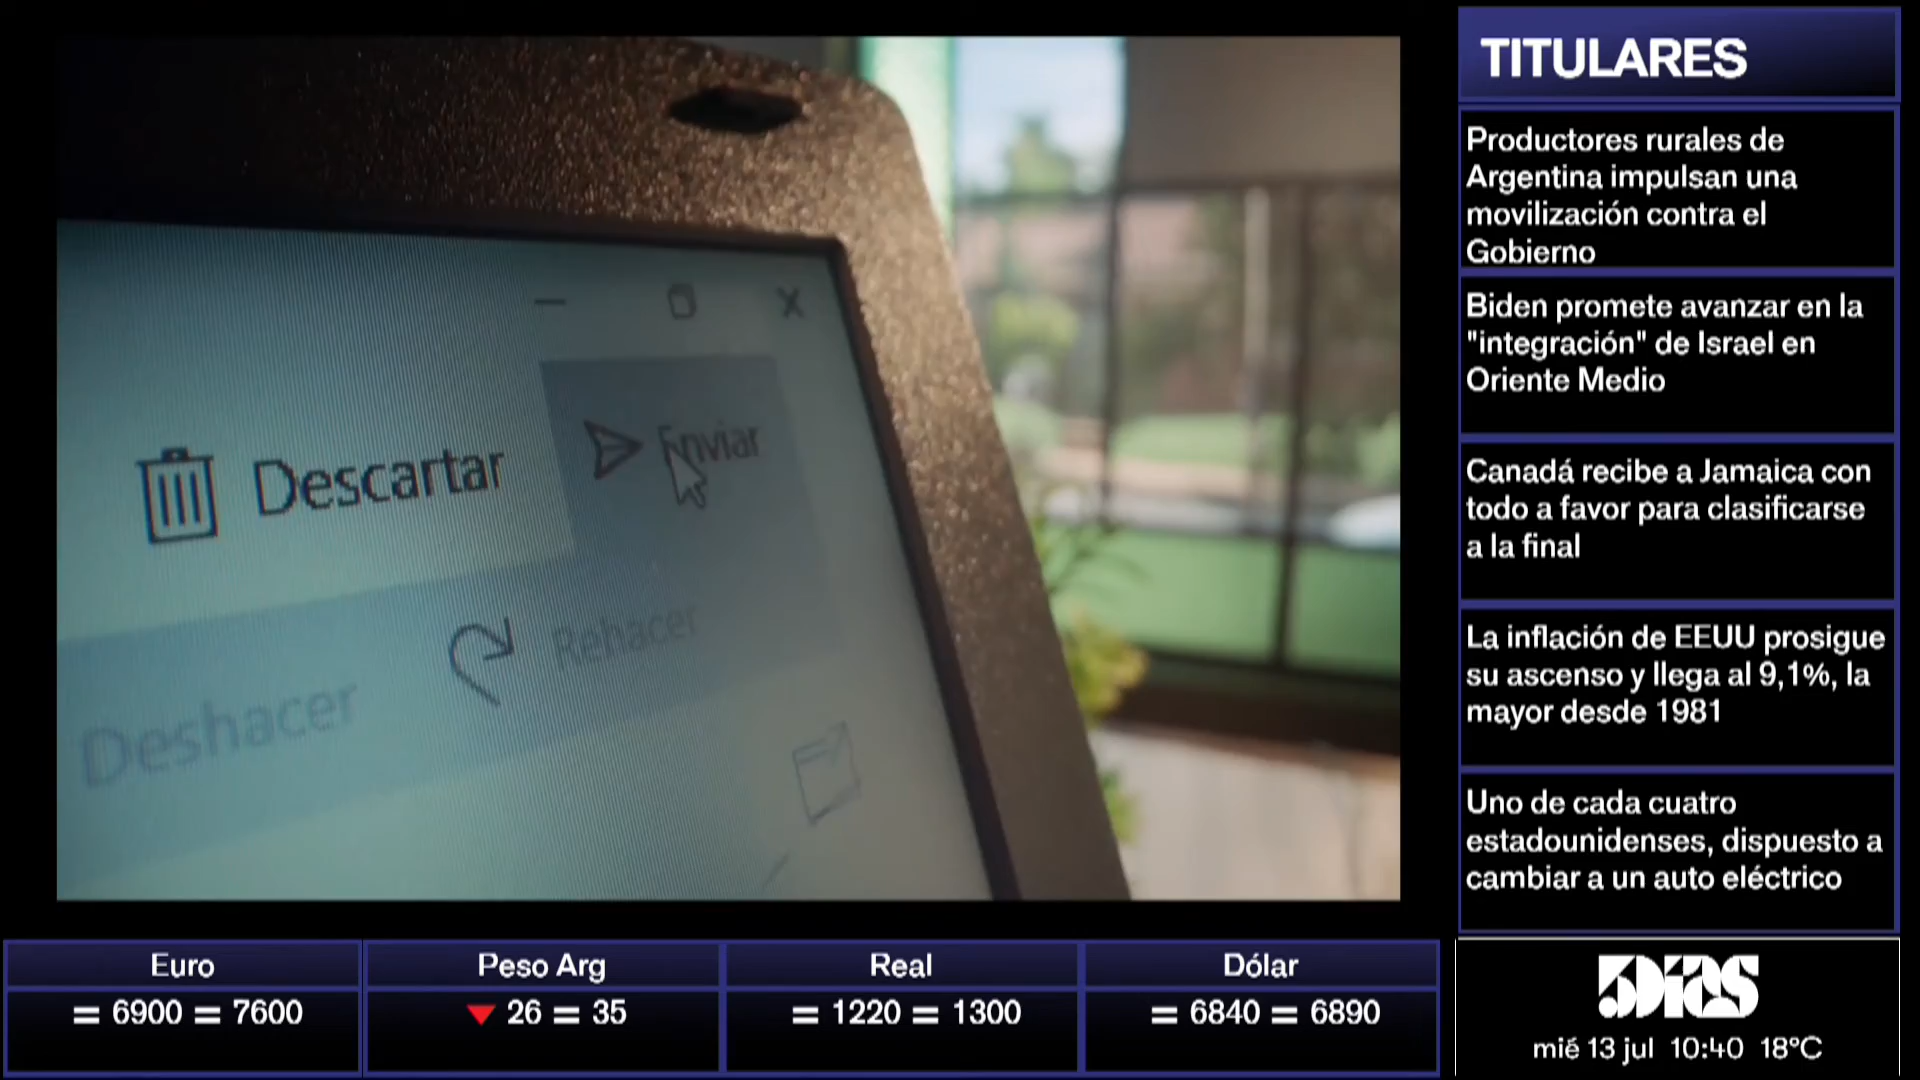 TITULARES
Productores rurales de
Argentina impulsan una
movilización contra el
Gobierno
Biden promete avanzar en la
"integración" de Israel en
Oriente Medio
Canadá recibe a Jamaica con
todo a favor para clasificarse
a la final
La inflación de EEUU prosigue
su ascenso y llega al 9,1%, la
mayor desde 1981
Uno de cada cuatro
estadounidenses, dispuesto a
cambiar a un auto eléctrico
Descartar
Enviar
Rehacer
Deshacer
Euro
= 6900 = 7600
Peso Arg
▼ 26 = 35
Real
= 1220 = 1300
Dólar
= 6840 = 6890
5Días
mié 13 jul 10:40 18°C